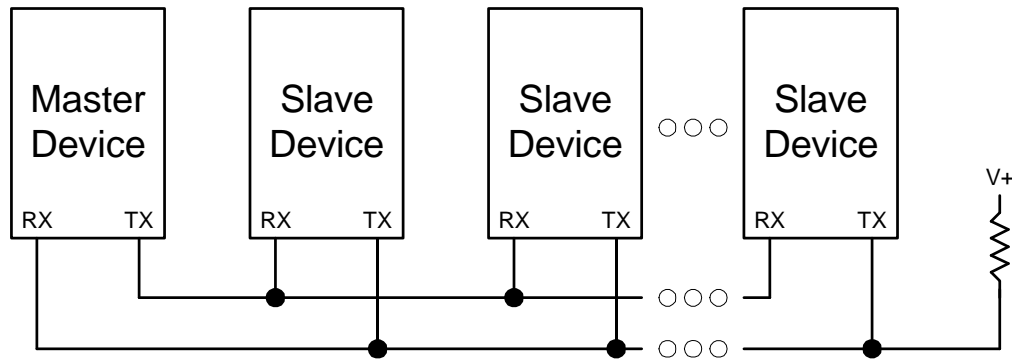 Master
Device
Slave
Device
Slave
Device
Slave
Device
V+
RX TX
RX TX
RX TX
RX TX